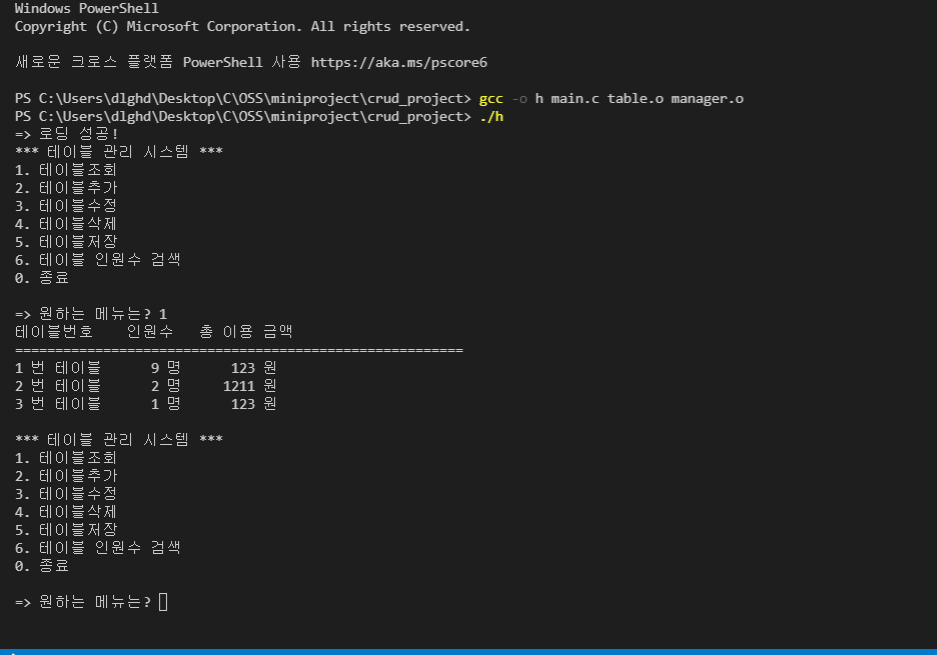 Windows PowerShell
Copyright (C) Microsoft Corporation. All rights reserved.
새로운 크로스 플랫폼 PowerShell 사용 https://aka.ms/pscore6
PS C:\Users\dlghd\Desktop\C\OSS\miniproject\crud_project> gcc -o h main.c table.o manager.o
PS C:\Users\dlghd\Desktop\C\OSS\miniproject\crud_project> ./h
=> 로딩 성공!
*** 테이블 관리 시스템 ***
1. 테이블조회
2. 테이블추가
3. 테이블수정
4. 테이블삭제
5. 테이블저장
6. 테이블 인원수 검색
0. 종료
=> 원하는 메뉴는? 1
테이블번호 인원수 총 이용 금액
========================================================
1 번 테이블 9 명 123 원
2 번 테이블 2 명 1211 원
3 번 테이블 1 명 123 원
*** 테이블 관리 시스템 ***
1. 테이블조회
2. 테이블추가
3. 테이블수정
4. 테이블삭제
5. 테이블저장
6. 테이블 인원수 검색
0. 종료
=> 원하는 메뉴는?